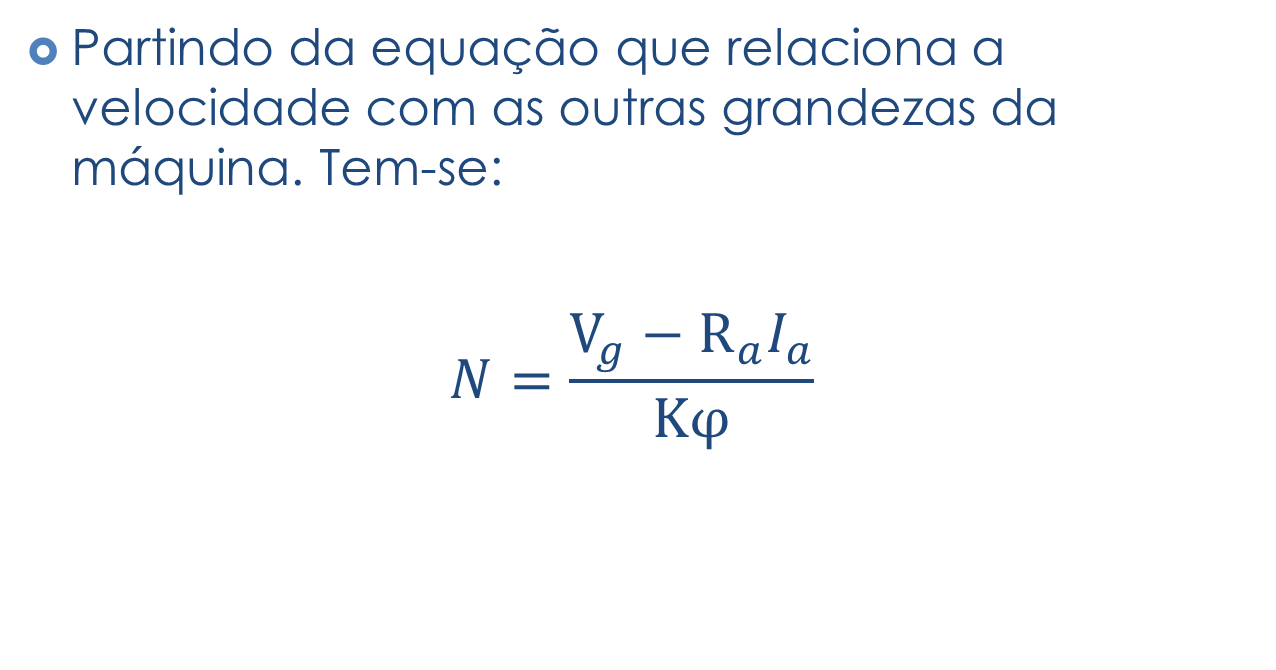 Partindo da equação que relaciona a
velocidade com as outras grandezas da
máquina. Tem-se:
N = (V_g − R_a I_a) / (Kφ)